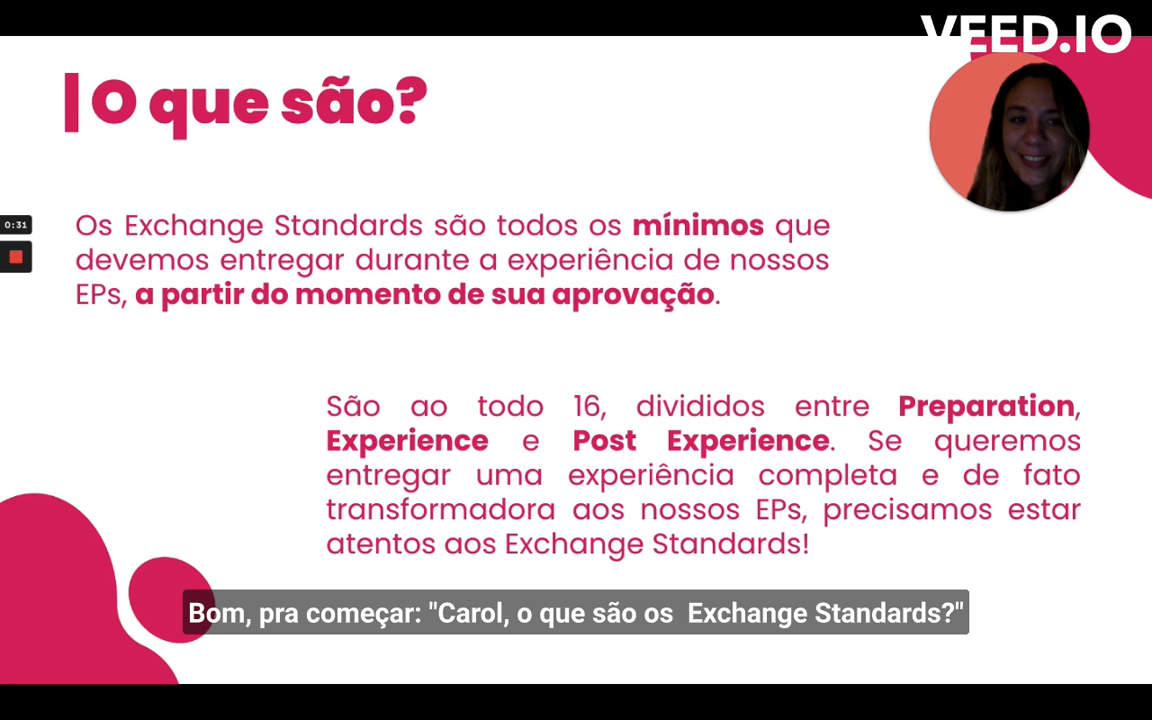 VEED.IO
| O que são?
0:31
Os Exchange Standards são todos os mínimos que
devemos entregar durante a experiência de nossos
EPs, a partir do momento de sua aprovação.
São ao todo 16, divididos entre Preparation,
Experience e Post Experience. Se queremos
entregar uma experiência completa e de fato
transformadora aos nossos EPs, precisamos estar
atentos aos Exchange Standards!
Bom, pra começar: "Carol, o que são os  Exchange Standards?"